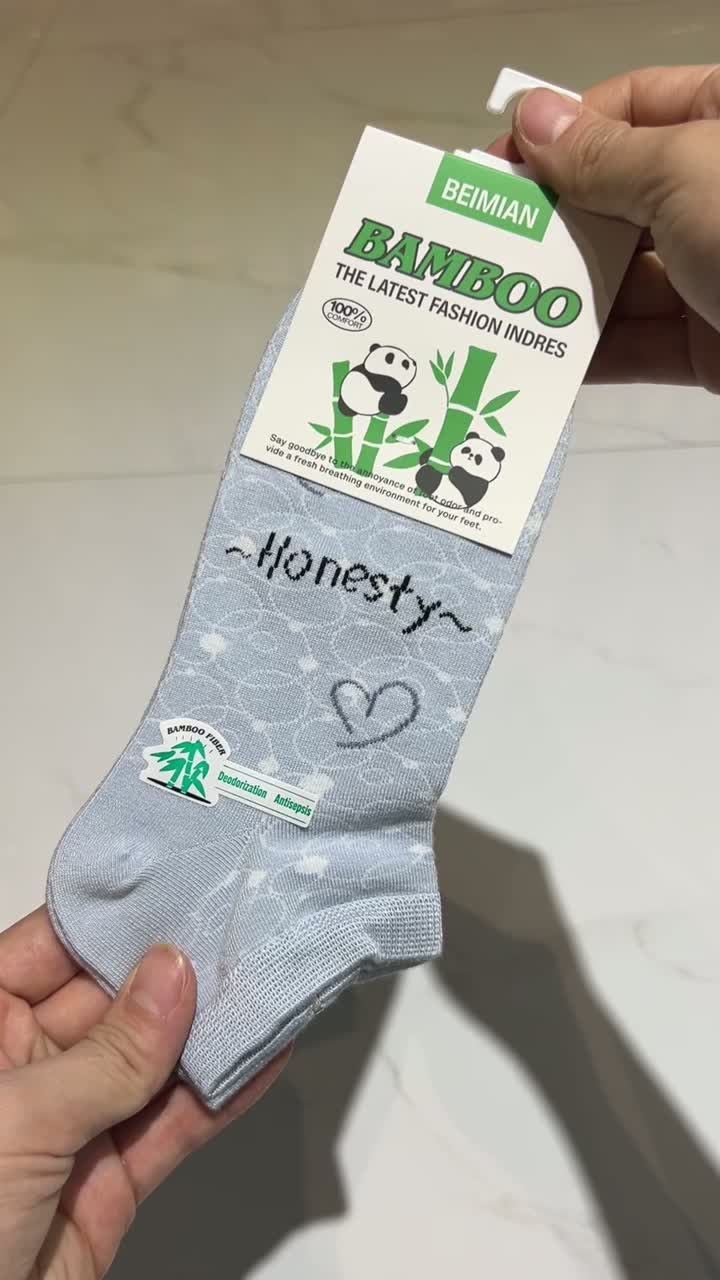 BEIMIAN
BAMBOO
THE LATEST FASHION INDRES
100%
COMFORT
Say goodbye to the annoyance of foot odor and pro-
vide a fresh breathing environment for your feet.
~Honesty~
BAMBOO FIBER
Deodorization Antisepsis